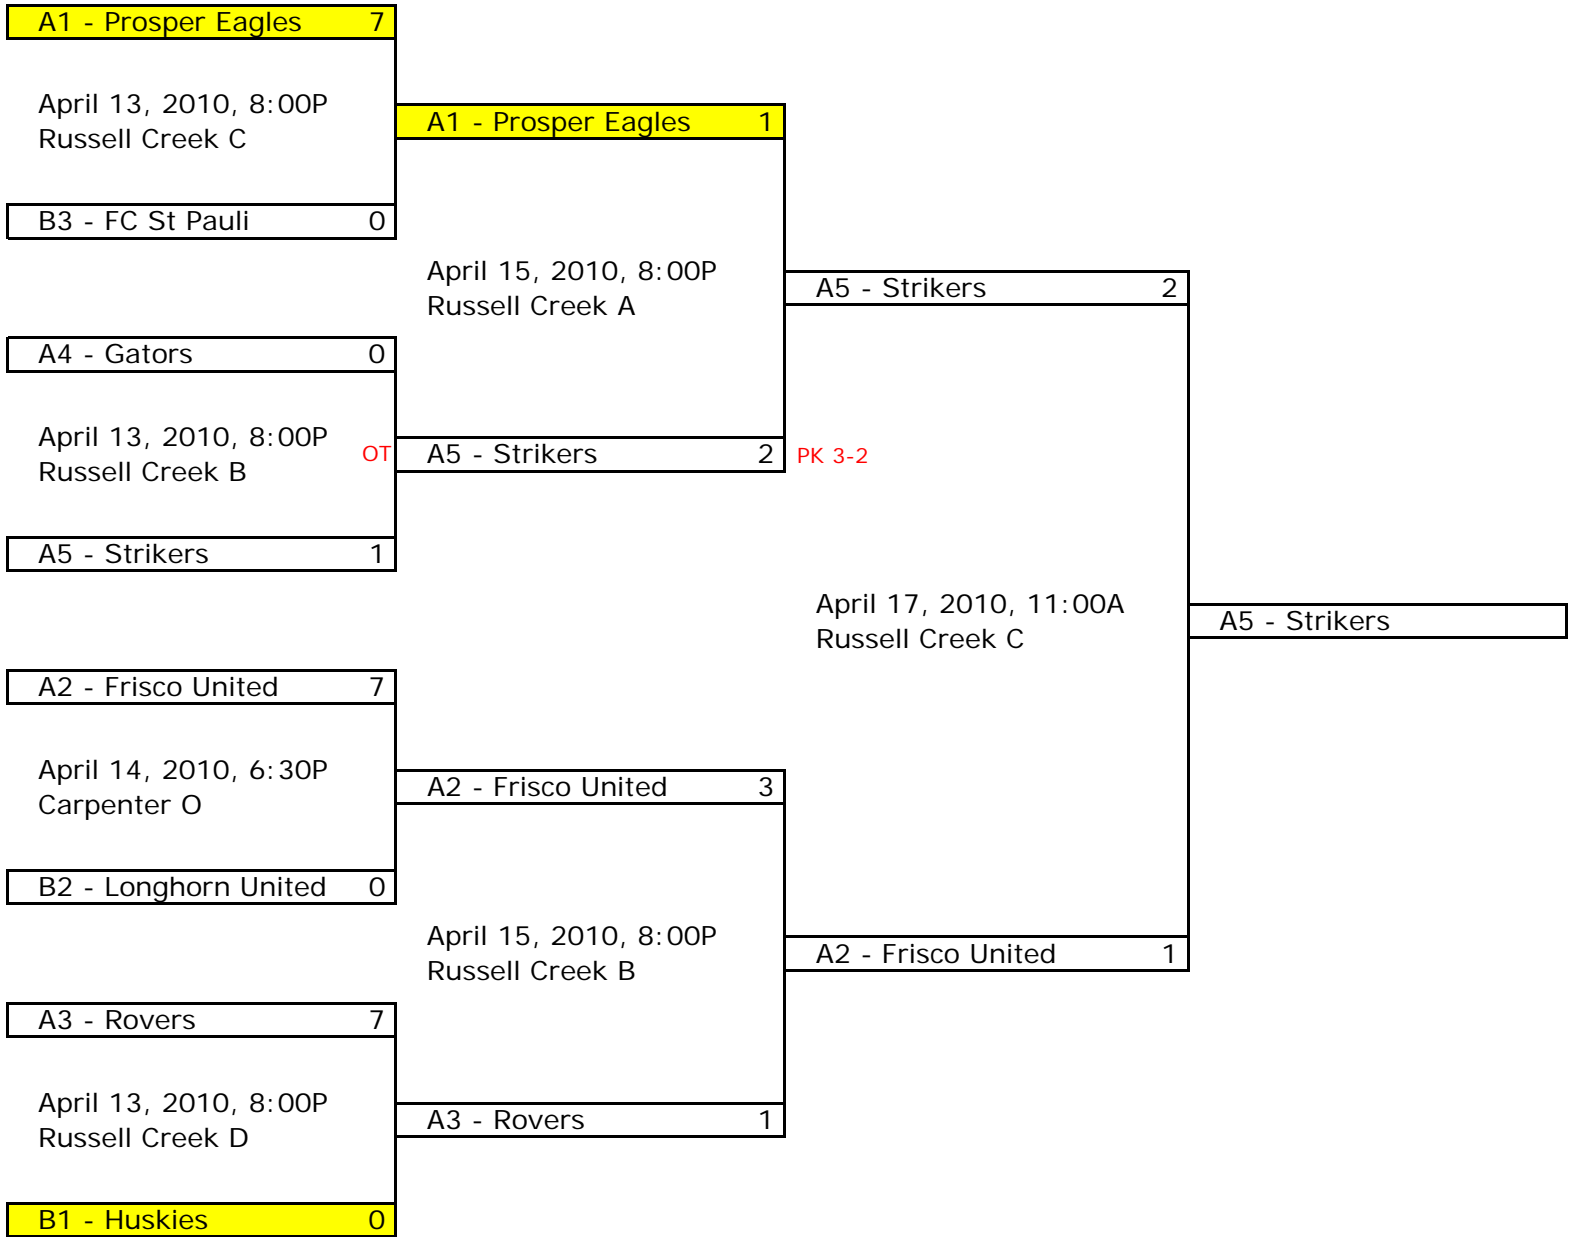 A1 - Prosper Eagles 7
April 13, 2010, 8:00P
Russell Creek C
B3 - FC St Pauli 0
A4 - Gators 0
April 13, 2010, 8:00P
Russell Creek B
OT
A5 - Strikers 1
A2 - Frisco United 7
April 14, 2010, 6:30P
Carpenter O
B2 - Longhorn United 0
A3 - Rovers 7
April 13, 2010, 8:00P
Russell Creek D
B1 - Huskies 0
A1 - Prosper Eagles 1
April 15, 2010, 8:00P
Russell Creek A
A5 - Strikers 2
PK 3-2
A2 - Frisco United 3
April 15, 2010, 8:00P
Russell Creek B
A3 - Rovers 1
A5 - Strikers 2
April 17, 2010, 11:00A
Russell Creek C
A2 - Frisco United 1
A5 - Strikers